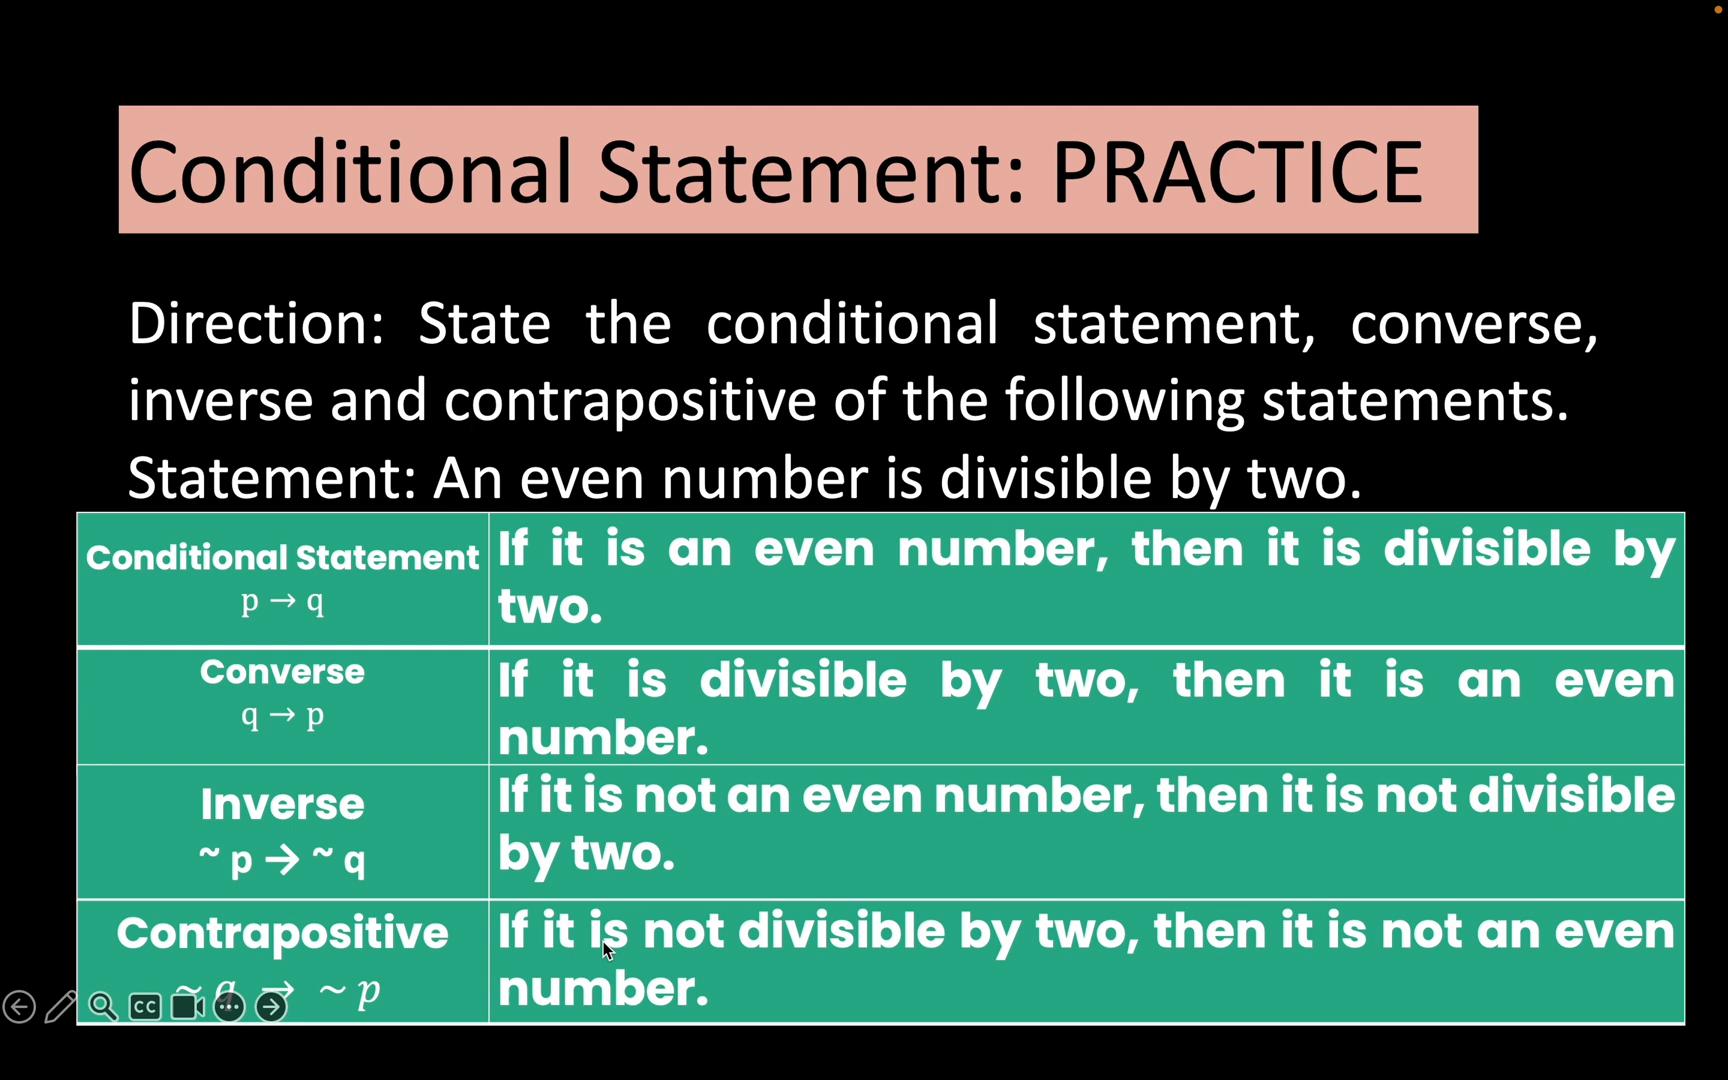 Conditional Statement: PRACTICE
Direction: State the conditional statement, converse,
inverse and contrapositive of the following statements.
Statement: An even number is divisible by two.
Conditional Statement
p → q
If it is an even number, then it is divisible by
two.
Converse
q → p
If it is divisible by two, then it is an even
number.
Inverse
~ p → ~ q
If it is not an even number, then it is not divisible
by two.
Contrapositive
~ q → ~ p
If it is not divisible by two, then it is not an even
number.
CC